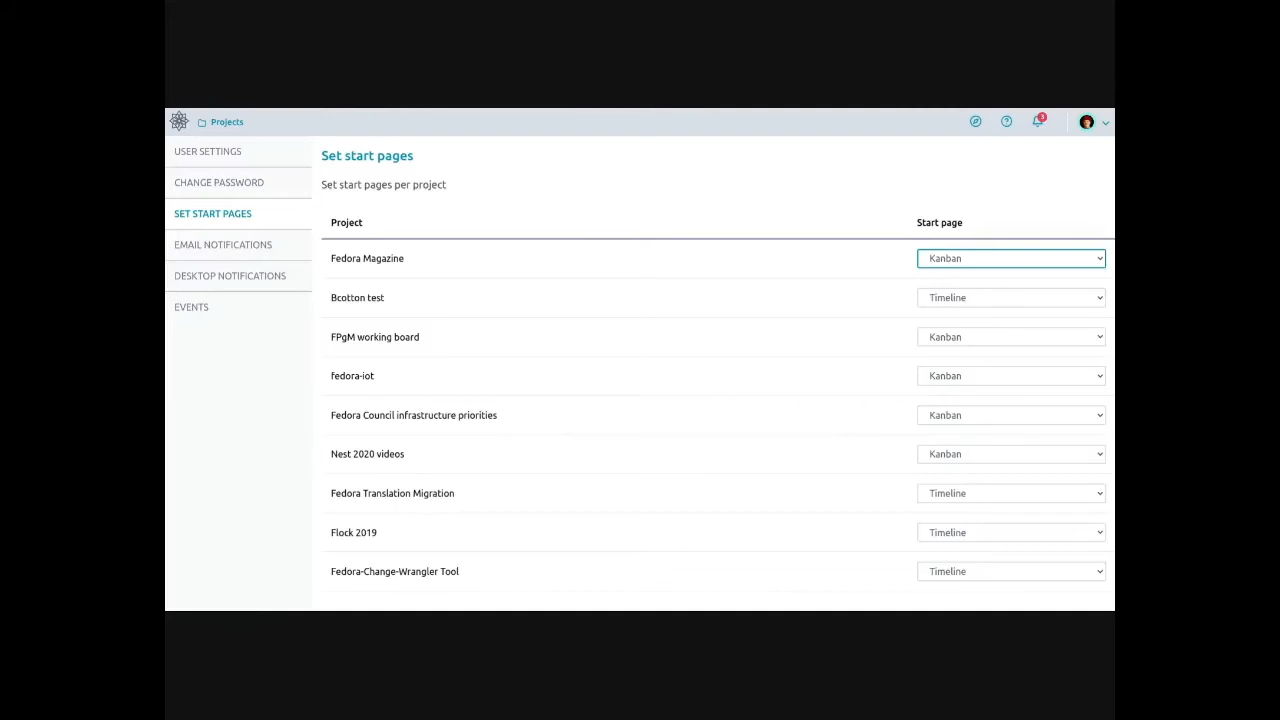 Projects
3
USER SETTINGS
CHANGE PASSWORD
SET START PAGES
EMAIL NOTIFICATIONS
DESKTOP NOTIFICATIONS
EVENTS
Set start pages
Set start pages per project
Project Start page
Fedora Magazine Kanban
Bcotton test Timeline
FPgM working board Kanban
fedora-iot Kanban
Fedora Council infrastructure priorities Kanban
Nest 2020 videos Kanban
Fedora Translation Migration Timeline
Flock 2019 Timeline
Fedora-Change-Wrangler Tool Timeline